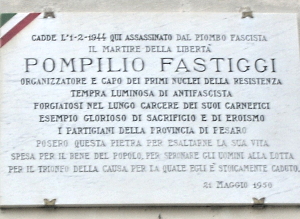 CADDE L'1-2-1944 QUI ASSASSINATO DAL PIOMBO FASCISTA
IL MARTIRE DELLA LIBERTA'
POMPILIO FASTIGGI
ORGANIZZATORE E CAPO DEI PRIMI NUCLEI DELLA RESISTENZA
TEMPRA LUMINOSA DI ANTIFASCISTA
FORGIATOSI NEL LUNGO CARCERE DEI SUOI CARNEFICI
ESEMPIO GLORIOSO DI SACRIFICIO E DI EROISMO
I PARTIGIANI DELLA PROVINCIA DI PESARO
POSERO QUESTA PIETRA PER ESALTARNE LA SUA VITA
SPESA PER IL BENE DEL POPOLO, PER SPRONARE GLI UOMINI ALLA LOTTA
PER IL TRIONFO DELLA CAUSA PER LA QUALE EGLI È STOICAMENTE CADUTO.
21 MAGGIO 1950